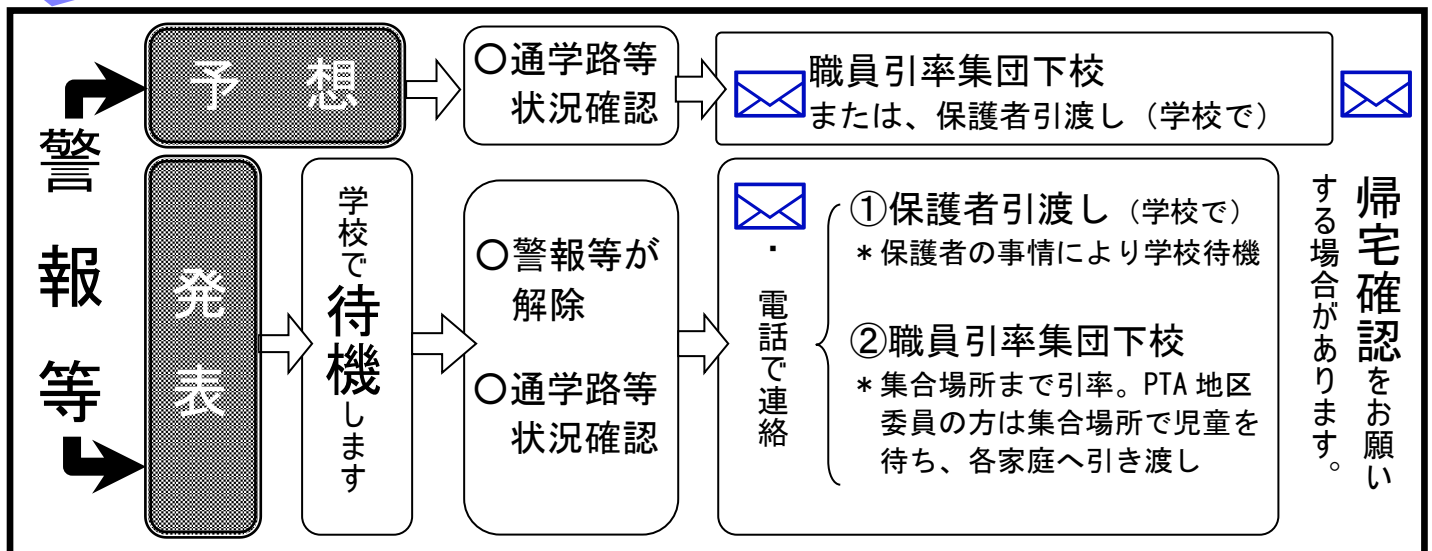 警報等
予想
〇通学路等
状況確認
職員引率集団下校
または、保護者引渡し（学校で）
発表
学校で待機します
〇警報等が
解除
〇通学路等
状況確認
・電話で連絡
①保護者引渡し（学校で）
＊保護者の事情により学校待機
②職員引率集団下校
＊集合場所まで引率。PTA地区
委員の方は集合場所で児童を
待ち、各家庭へ引き渡し
帰宅確認をお願い
する場合があります。